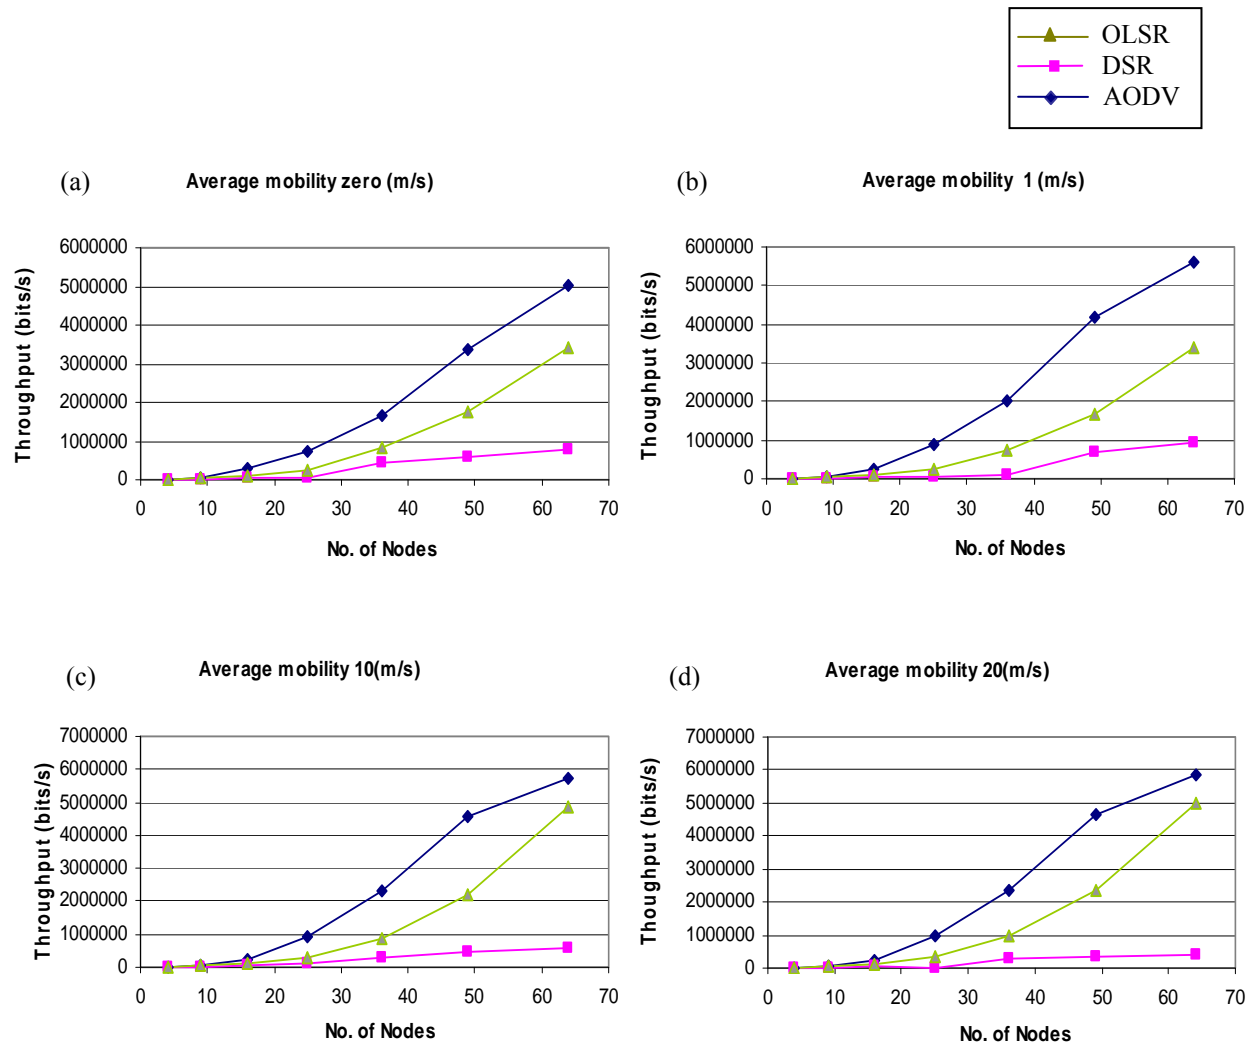 OLSR
DSR
AODV
(a)
Average mobility zero (m/s)
Throughput (bits/s)
6000000
5000000
4000000
3000000
2000000
1000000
0
0 10 20 30 40 50 60 70
No. of Nodes
(b)
Average mobility 1 (m/s)
Thoughput (bits/s)
6000000
5000000
4000000
3000000
2000000
1000000
0
0 10 20 30 40 50 60 70
No. of Nodes
(c)
Average mobility 10(m/s)
Throughput (bits/s)
7000000
6000000
5000000
4000000
3000000
2000000
1000000
0
0 10 20 30 40 50 60 70
No. of Nodes
(d)
Average mobility 20(m/s)
Thoughput (bits/s)
7000000
6000000
5000000
4000000
3000000
2000000
1000000
0
0 10 20 30 40 50 60 70
No. of Nodes